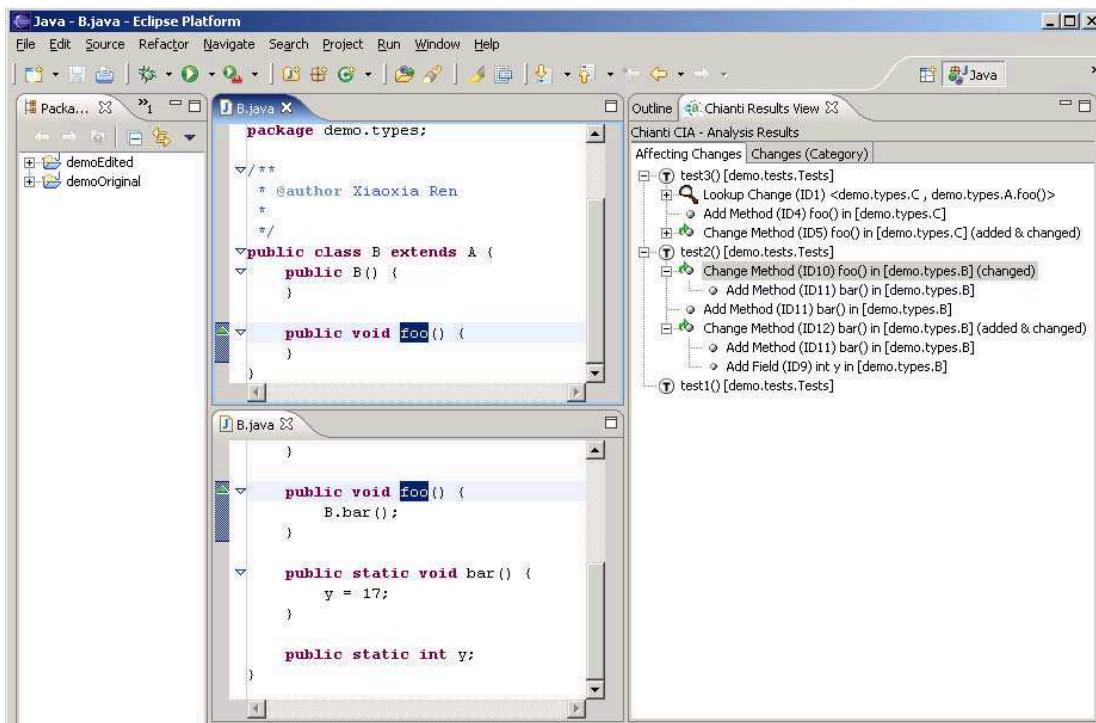 Java - B.java - Eclipse Platform
File Edit Source Refactor Navigate Search Project Run Window Help
Java
Packa...
»1
demoEdited
demoOriginal
B.java
package demo.types;
/**
* @author Xiaoxia Ren
*
*/
public class B extends A {
public B() {
}
public void foo() {
}
}
B.java
}
public void foo() {
B.bar();
}
public static void bar() {
y = 17;
}
public static int y;
}
Outline Chianti Results View
Chianti CIA - Analysis Results
Affecting Changes Changes (Category)
T test3() [demo.tests.Tests]
Lookup Change (ID1) <demo.types.C , demo.types.A.foo()>
Add Method (ID4) foo() in [demo.types.C]
Change Method (ID5) foo() in [demo.types.C] (added & changed)
T test2() [demo.tests.Tests]
Change Method (ID10) foo() in [demo.types.B] (changed)
Add Method (ID11) bar() in [demo.types.B]
Add Method (ID11) bar() in [demo.types.B]
Change Method (ID12) bar() in [demo.types.B] (added & changed)
Add Method (ID11) bar() in [demo.types.B]
Add Field (ID9) int y in [demo.types.B]
T test1() [demo.tests.Tests]